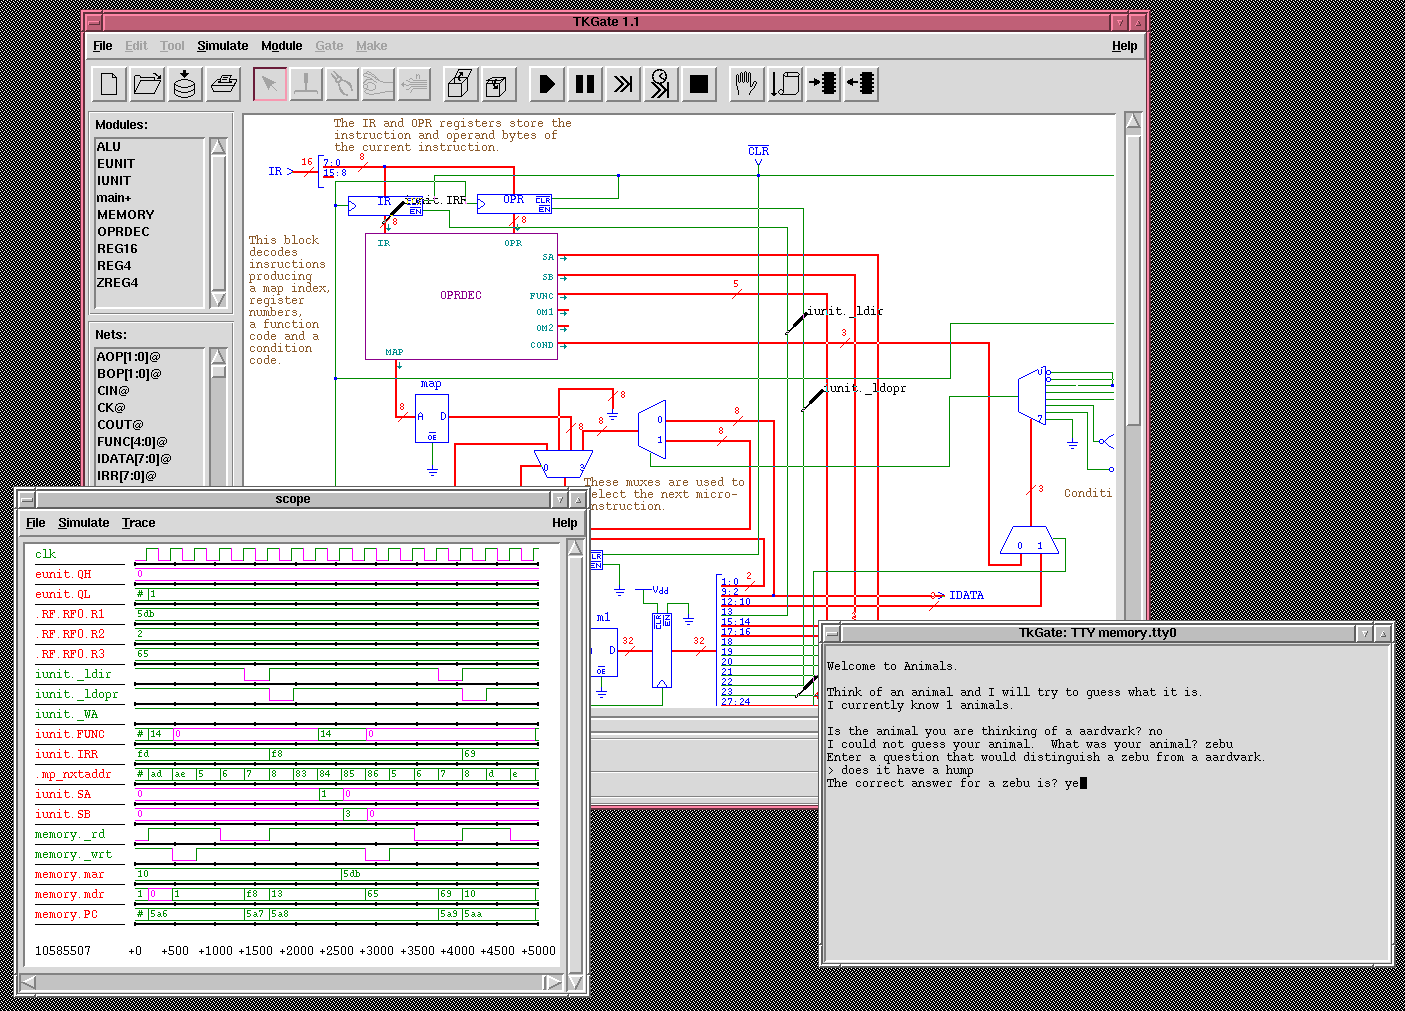 TKGate 1.1
File Edit Tool Simulate Module Gate Make Help
Modules:
ALU
EUNIT
IUNIT
main+
MEMORY
OPRDEC
REG16
REG4
ZREG4
Nets:
AOP[1:0]@
BOP[1:0]@
CIN@
CK@
COUT@
FUNC[4:0]@
IDATA[7:0]@
IRR[7:0]@
The IR and OPR registers store the
instruction and operand bytes of
the current instruction.
IR
16
7:0
15:8
8
CLR
IR
CLR
EN
iunit.IRR
OPR
CLR
EN
8
8
This block
decodes
insructions
producing
a map index,
register
numbers,
a function
code and a
condition
code.
IR
OPR
OPRDEC
SA
SB
FUNC
OM1
OM2
COND
MAP
5
iunit._ldir
3
iunit._ldopr
map
A D
OE
8
8
8
8
0
1
8
8
0 3
These muxes are used to
select the next micro-
instruction.
0
7
3
Conditi
0 1
CLR
EN
Vdd
CLR
EN
m1
D
OE
32
32
2
1:0
9:2
12:10
13
15:14
17:16
18
19
20
21
22
23
27:24
IDATA
scope
File Simulate Trace Help
clk
eunit.QH 0
eunit.QL # 1
.RF.RF0.R1 5db
.RF.RF0.R2 2
.RF.RF0.R3 65
iunit._ldir
iunit._ldopr
iunit._WA
iunit.FUNC # 14 0 14 0
iunit.IRR fd f8 69
.mp_nxtaddr # ad ae 5 6 7 8 83 84 85 86 5 6 7 8 d e
iunit.SA 0 1 0
iunit.SB 0 3 0
memory._rd
memory._wrt
memory.mar 10 5db
memory.mdr 1 0 1 f8 13 65 69 10
memory.PC # 5a6 5a7 5a8 5a9 5aa
10585507 +0 +500 +1000 +1500 +2000 +2500 +3000 +3500 +4000 +4500 +5000
TkGate: TTY memory.tty0
Welcome to Animals.
Think of an animal and I will try to guess what it is.
I currently know 1 animals.
Is the animal you are thinking of a aardvark? no
I could not guess your animal.  What was your animal? zebu
Enter a question that would distinguish a zebu from a aardvark.
> does it have a hump
The correct answer for a zebu is? ye